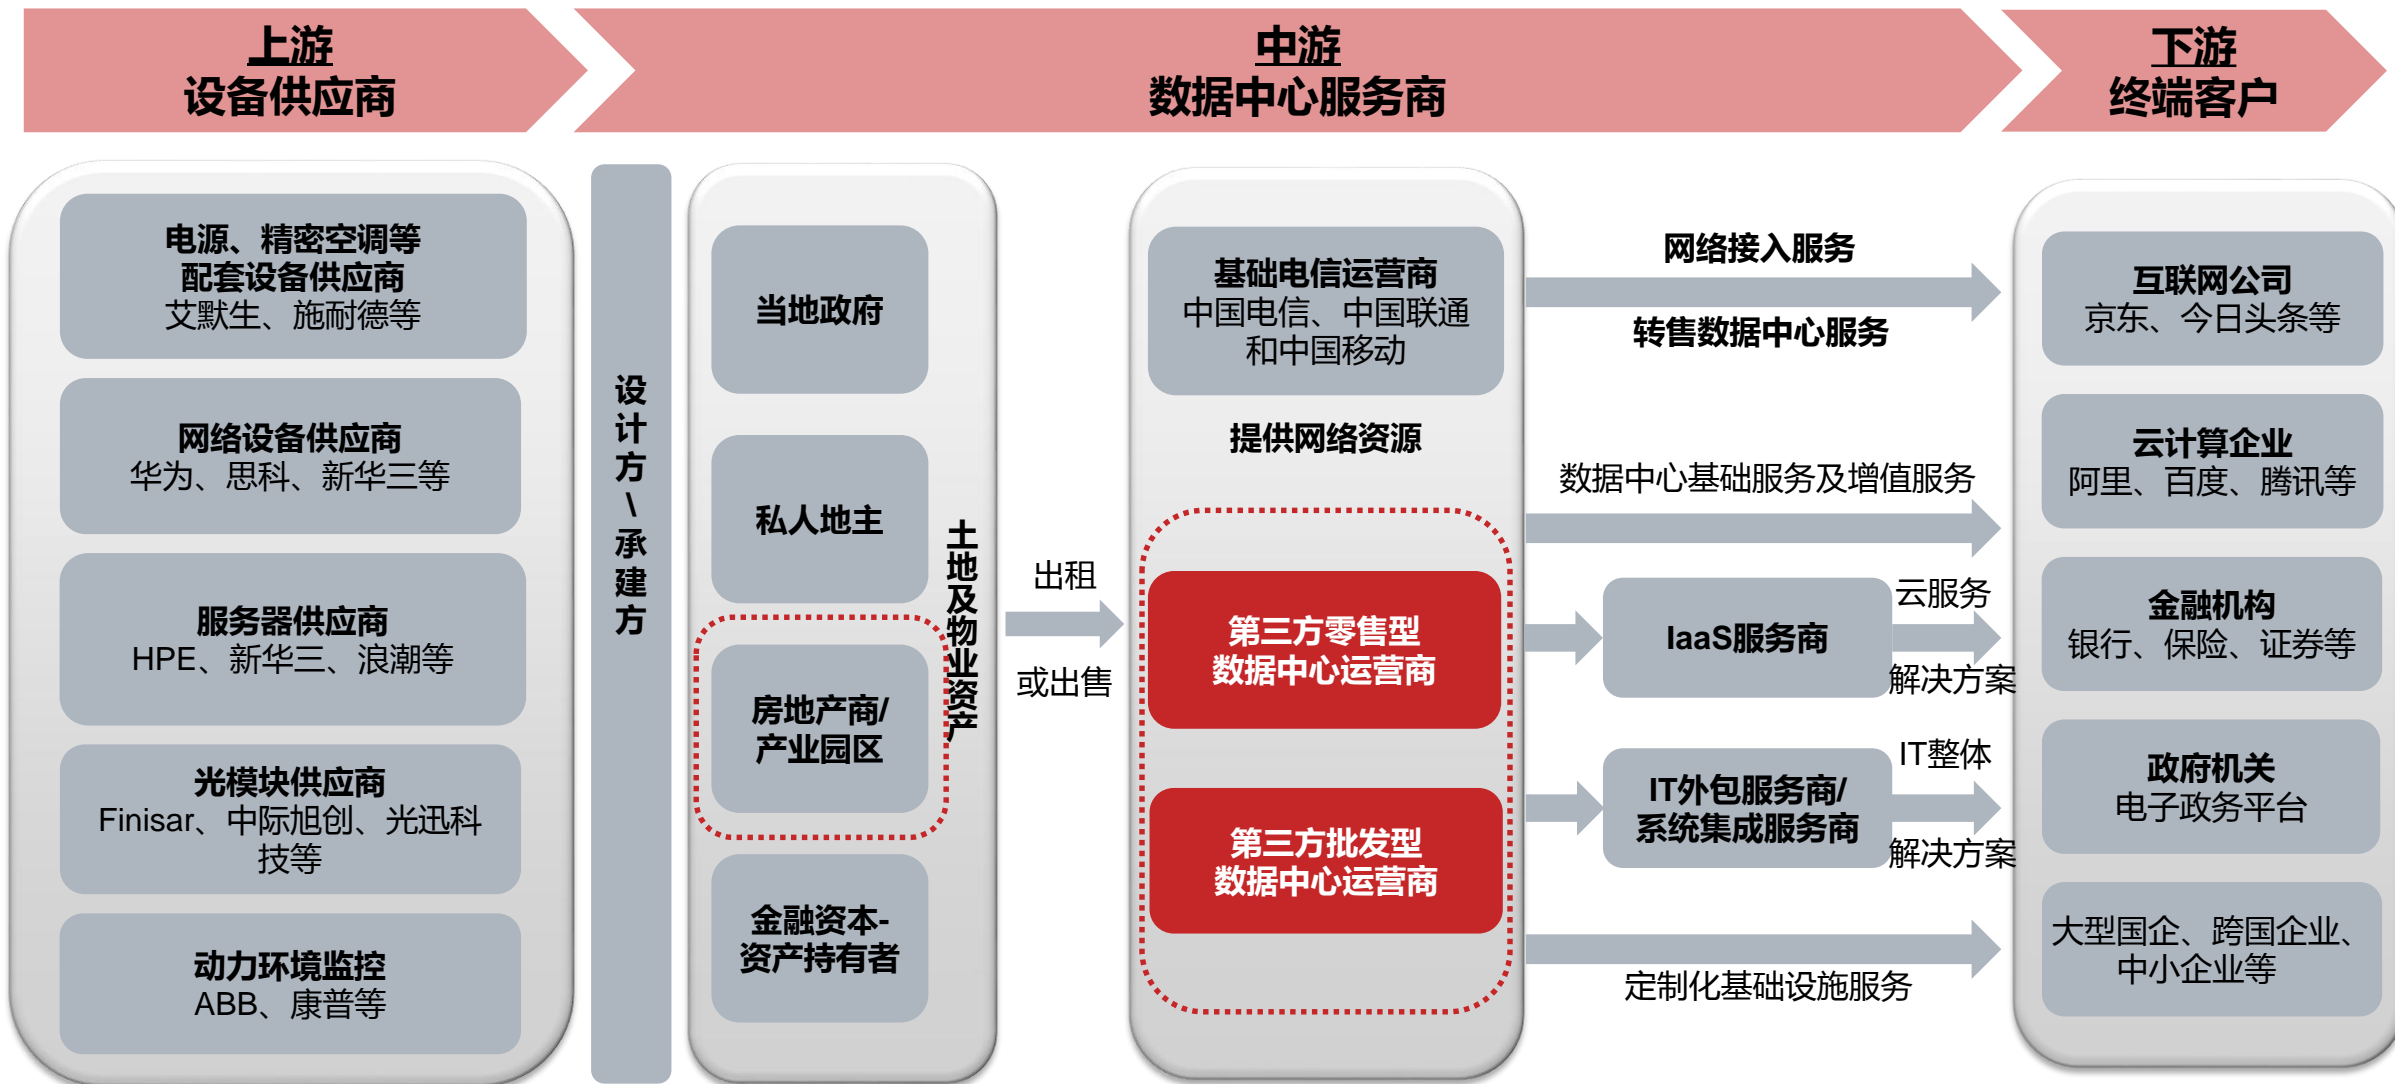 上游
设备供应商
中游
数据中心服务商
下游
终端客户
电源、精密空调等
配套设备供应商
艾默生、施耐德等
网络设备供应商
华为、思科、新华三等
服务器供应商
HPE、新华三、浪潮等
光模块供应商
Finisar、中际旭创、光迅科
技等
动力环境监控
ABB、康普等
设计方\承建方
当地政府
私人地主
房地产商/
产业园区
金融资本-
资产持有者
土地及物业资产
出租
或出售
基础电信运营商
中国电信、中国联通
和中国移动
提供网络资源
第三方零售型
数据中心运营商
第三方批发型
数据中心运营商
网络接入服务
转售数据中心服务
数据中心基础服务及增值服务
IaaS服务商
云服务
解决方案
IT外包服务商/
系统集成服务商
IT整体
解决方案
定制化基础设施服务
互联网公司
京东、今日头条等
云计算企业
阿里、百度、腾讯等
金融机构
银行、保险、证券等
政府机关
电子政务平台
大型国企、跨国企业、
中小企业等